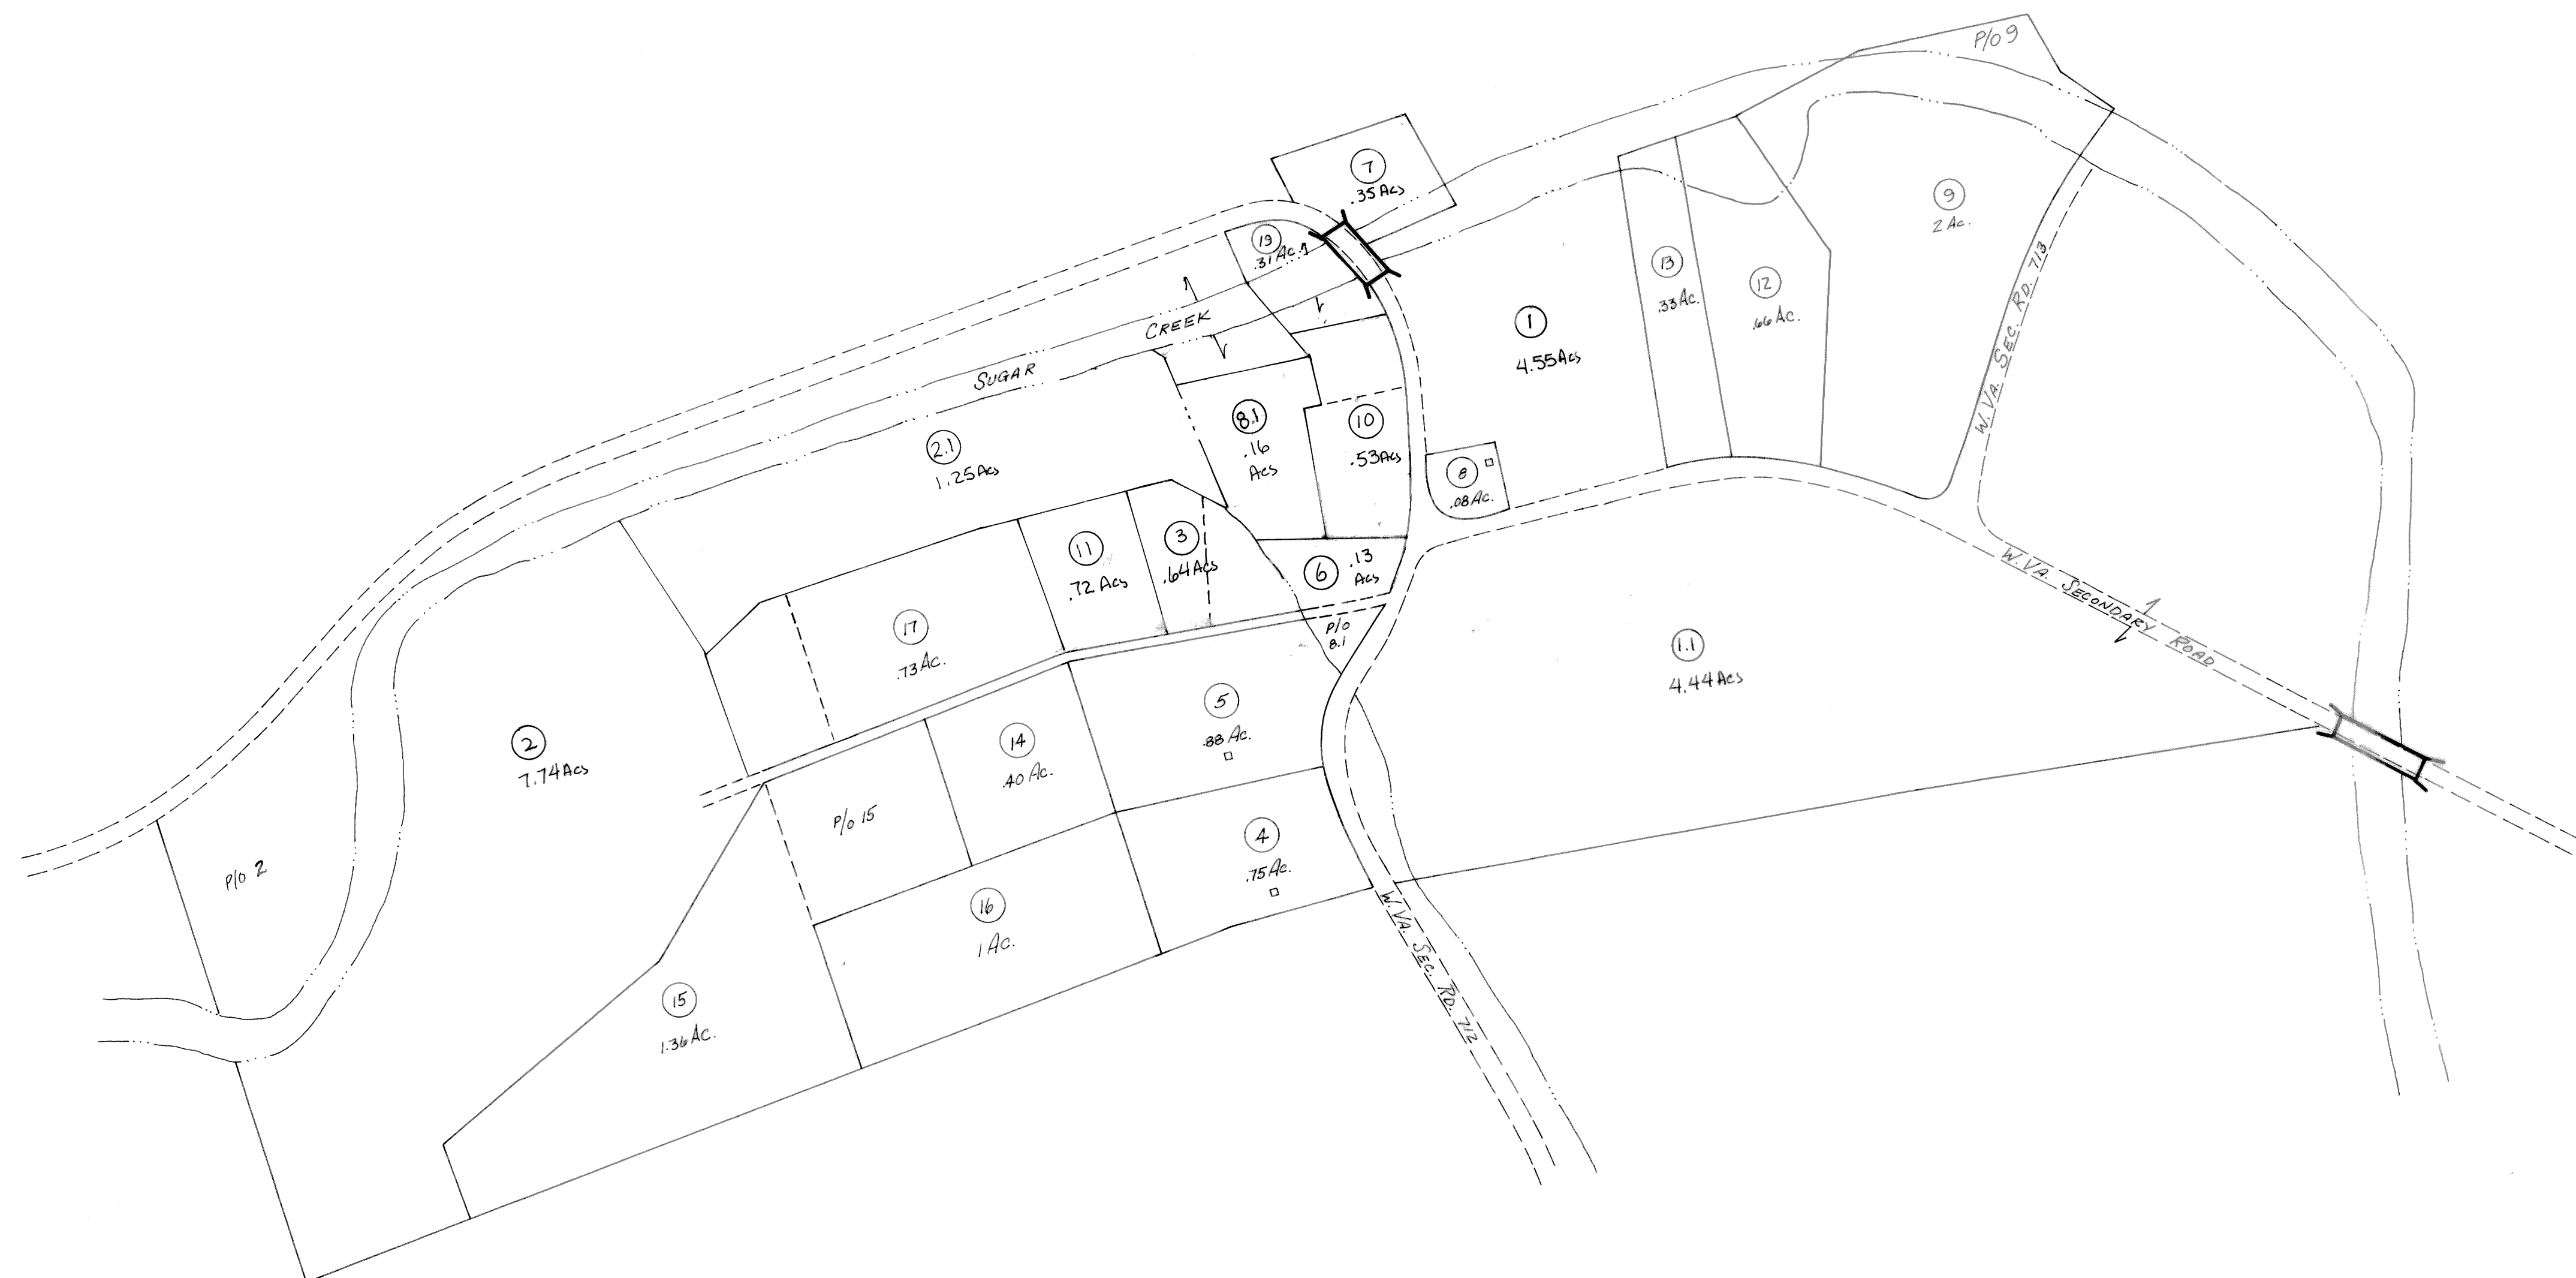 P/O 9
7
.35 Acs
9
2 Ac.
19
.31 Ac.
13
.33 Ac.
12
.66 Ac.
1
4.55 Acs
W. VA. SEC. RD. 713
SUGAR CREEK
8.1
.16
Acs
10
.53 Acs
2.1
1.25 Acs
8
.08 Ac.
11
.72 Acs
3
.64 Acs
6
.13
Acs
W. VA. SECONDARY ROAD
17
.73 Ac.
P/O
8.1
1.1
4.44 Acs
2
7.74 Acs
14
.40 Ac.
5
.88 Ac.
P/O 15
4
.75 Ac.
P/O 2
16
1 Ac.
15
1.36 Ac.
W. VA. SEC. RD. 712